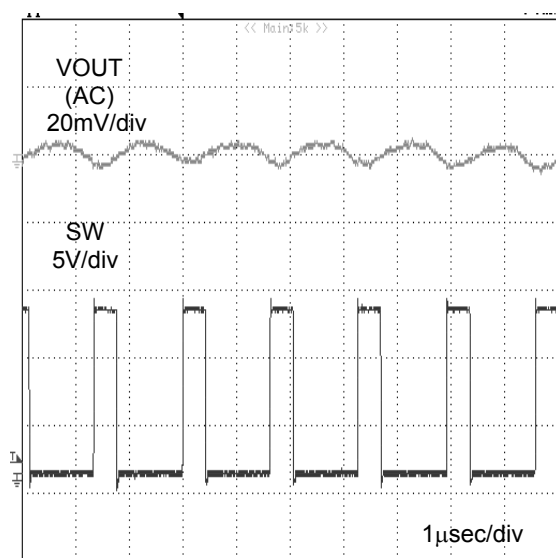 << Main:5k >>
VOUT
(AC)
20mV/div
SW
5V/div
T
1μsec/div